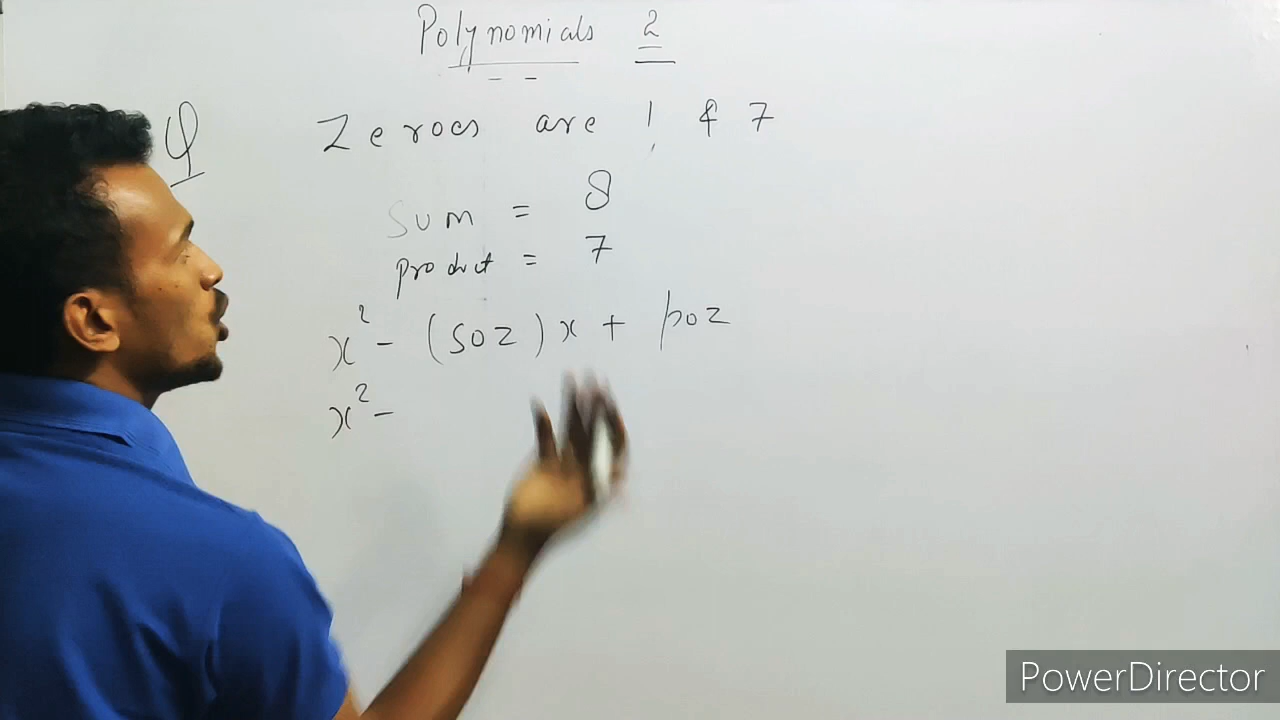 Polynomials 2
Q Zeroes are 1 & 7
sum = 8
product = 7
x² - (soz)x + poz
x² -
PowerDirector